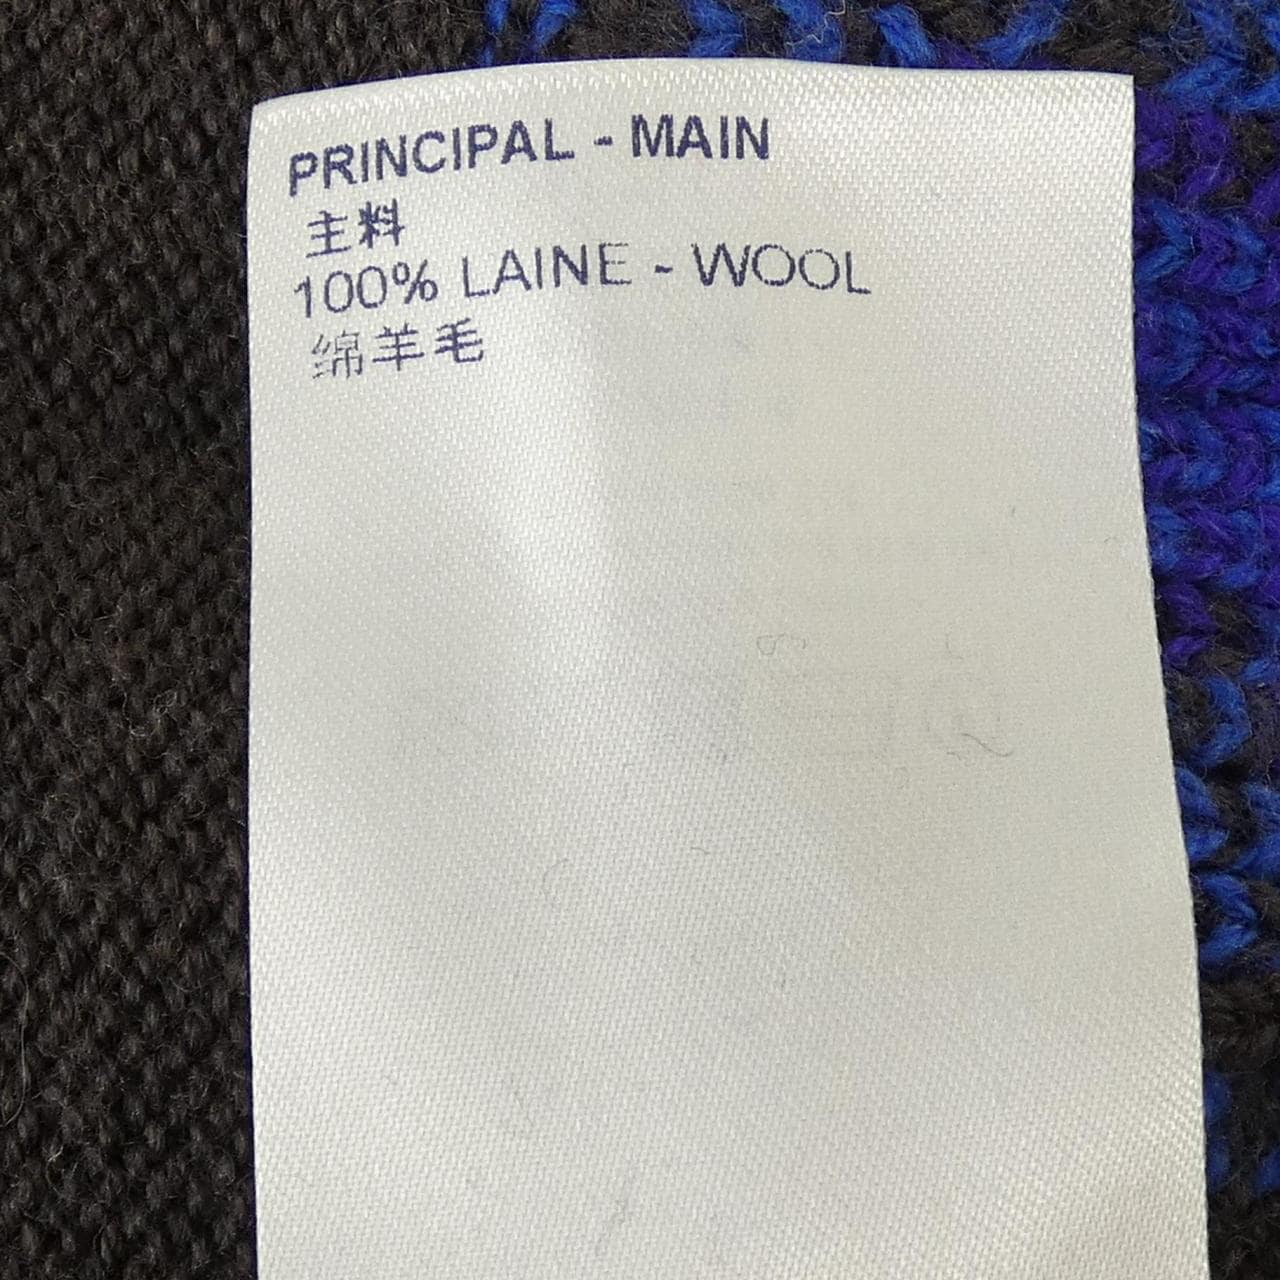 PRINCIPAL - MAIN
主料
100% LAINE - WOOL
绵羊毛